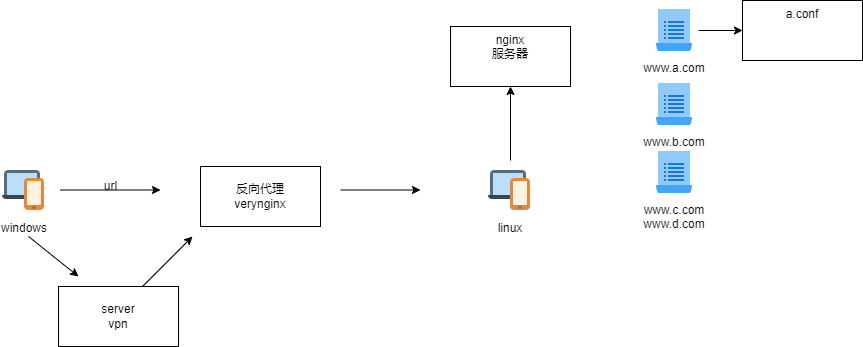 a.conf
nginx
服务器
www.a.com
www.b.com
url
反向代理
verynginx
www.c.com
www.d.com
windows
linux
server
vpn